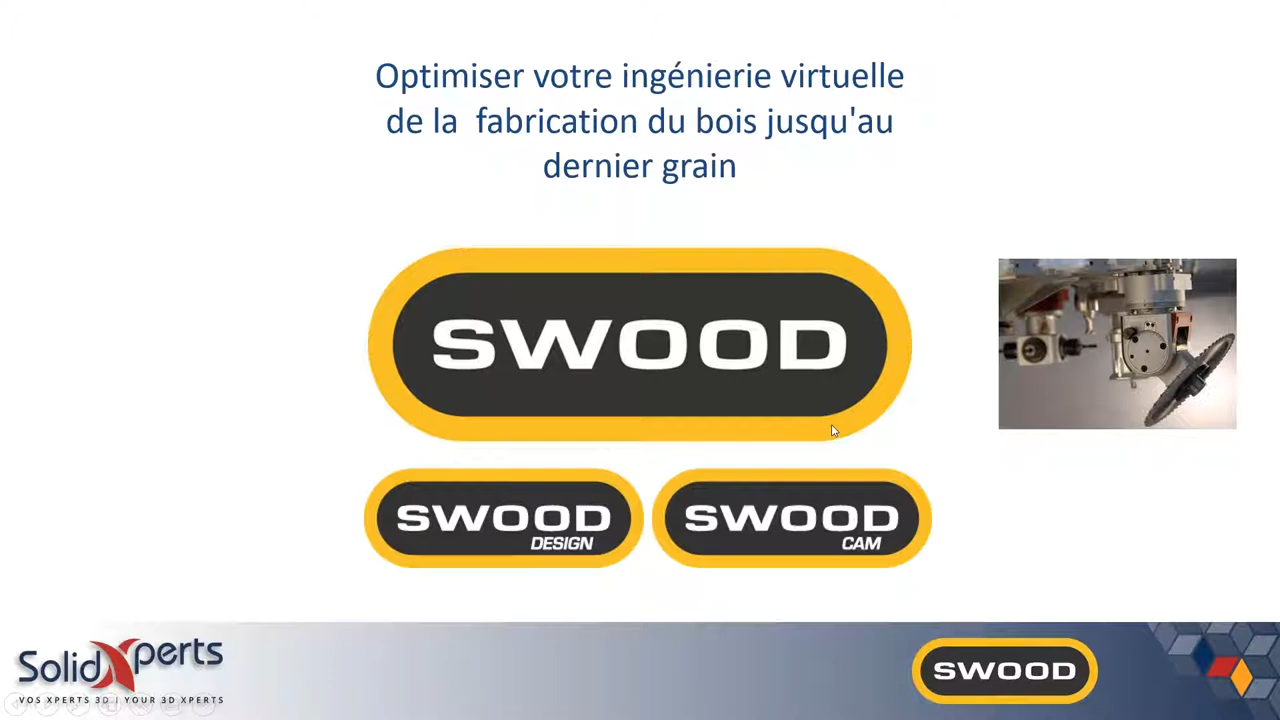 Optimiser votre ingénierie virtuelle
de la  fabrication du bois jusqu'au
dernier grain
SWOOD
SWOOD
DESIGN
SWOOD
CAM
SolidXperts
VOS XPERTS 3D | YOUR 3D XPERTS
SWOOD